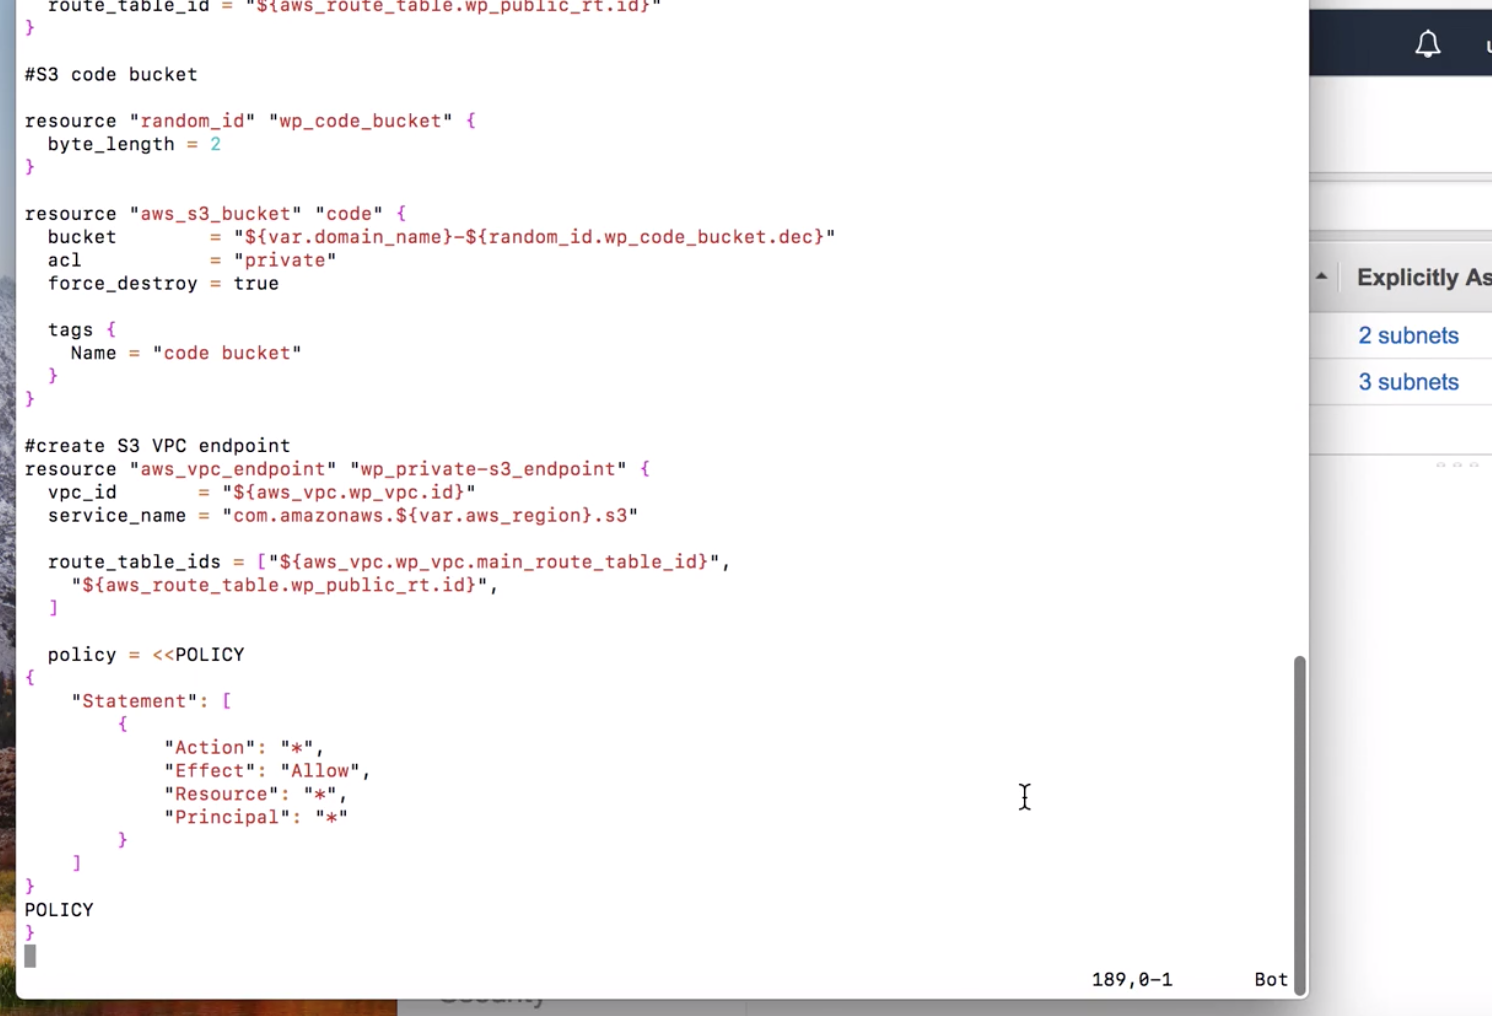 route_table_id = "${aws_route_table.wp_public_rt.id}"
}
#S3 code bucket
resource "random_id" "wp_code_bucket" {
  byte_length = 2
}
resource "aws_s3_bucket" "code" {
  bucket        = "${var.domain_name}-${random_id.wp_code_bucket.dec}"
  acl           = "private"
  force_destroy = true
  tags {
    Name = "code bucket"
  }
}
#create S3 VPC endpoint
resource "aws_vpc_endpoint" "wp_private-s3_endpoint" {
  vpc_id       = "${aws_vpc.wp_vpc.id}"
  service_name = "com.amazonaws.${var.aws_region}.s3"
  route_table_ids = ["${aws_vpc.wp_vpc.main_route_table_id}",
    "${aws_route_table.wp_public_rt.id}",
  ]
  policy = <<POLICY
{
    "Statement": [
        {
            "Action": "*",
            "Effect": "Allow",
            "Resource": "*",
            "Principal": "*"
        }
    ]
}
POLICY
}
189,0-1 Bot
Explicitly As
2 subnets
3 subnets